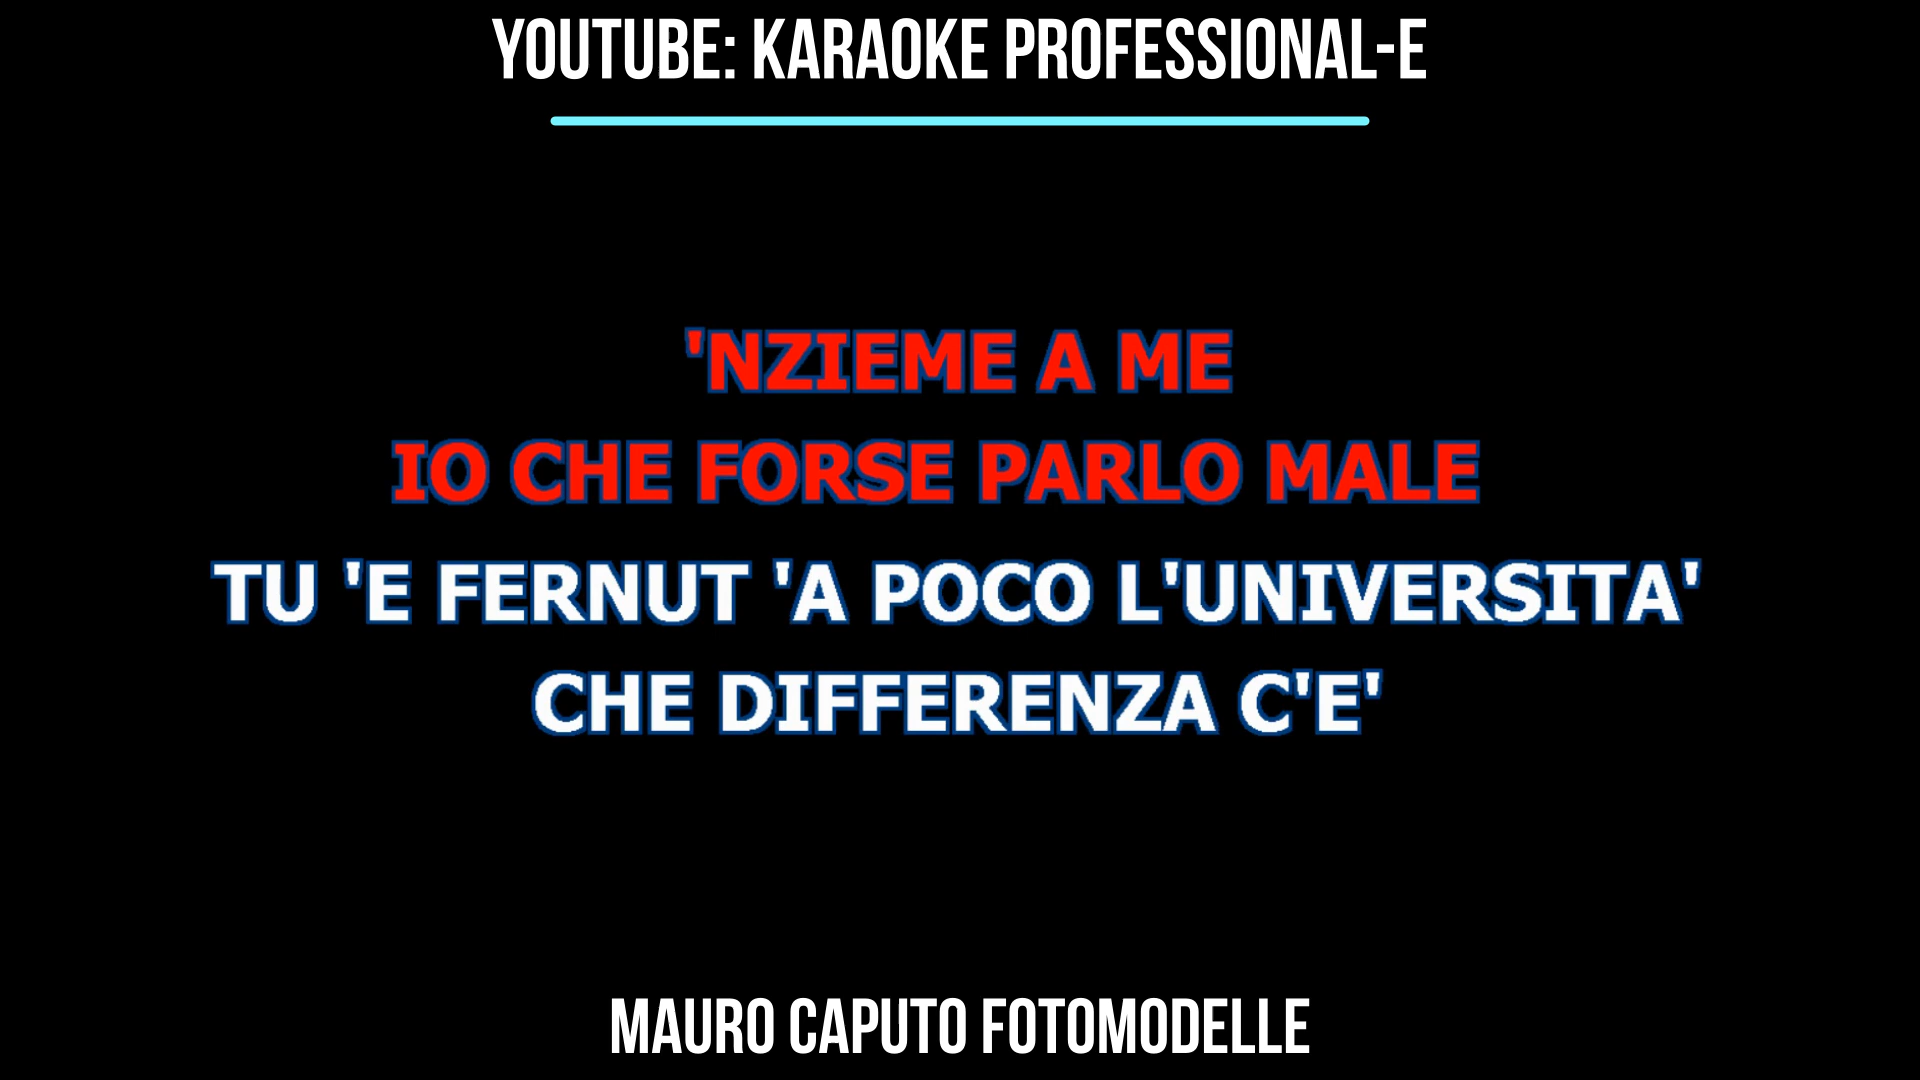 YOUTUBE: KARAOKE PROFESSIONAL-E
'NZIEME A ME
IO CHE FORSE PARLO MALE
TU 'E FERNUT 'A POCO L'UNIVERSITA'
CHE DIFFERENZA C'E'
MAURO CAPUTO FOTOMODELLE